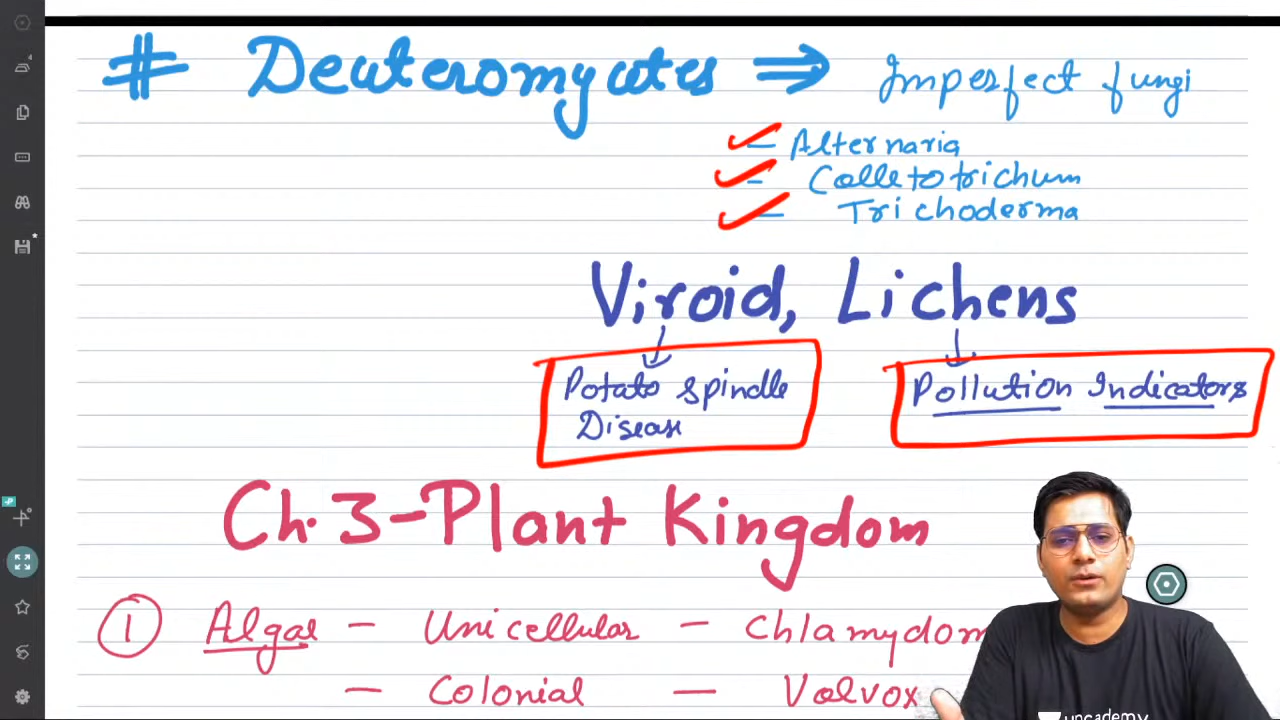 # Deuteromycetes ⇒ Imperfect fungi
– Alternaria
– Colletotrichum
– Trichoderma
Viroid, Lichens
Potato spindle Disease
Pollution Indicators
Ch.3-Plant Kingdom
① Algae – Unicellular – Chlamydom
– Colonial – Volvox
unacademy